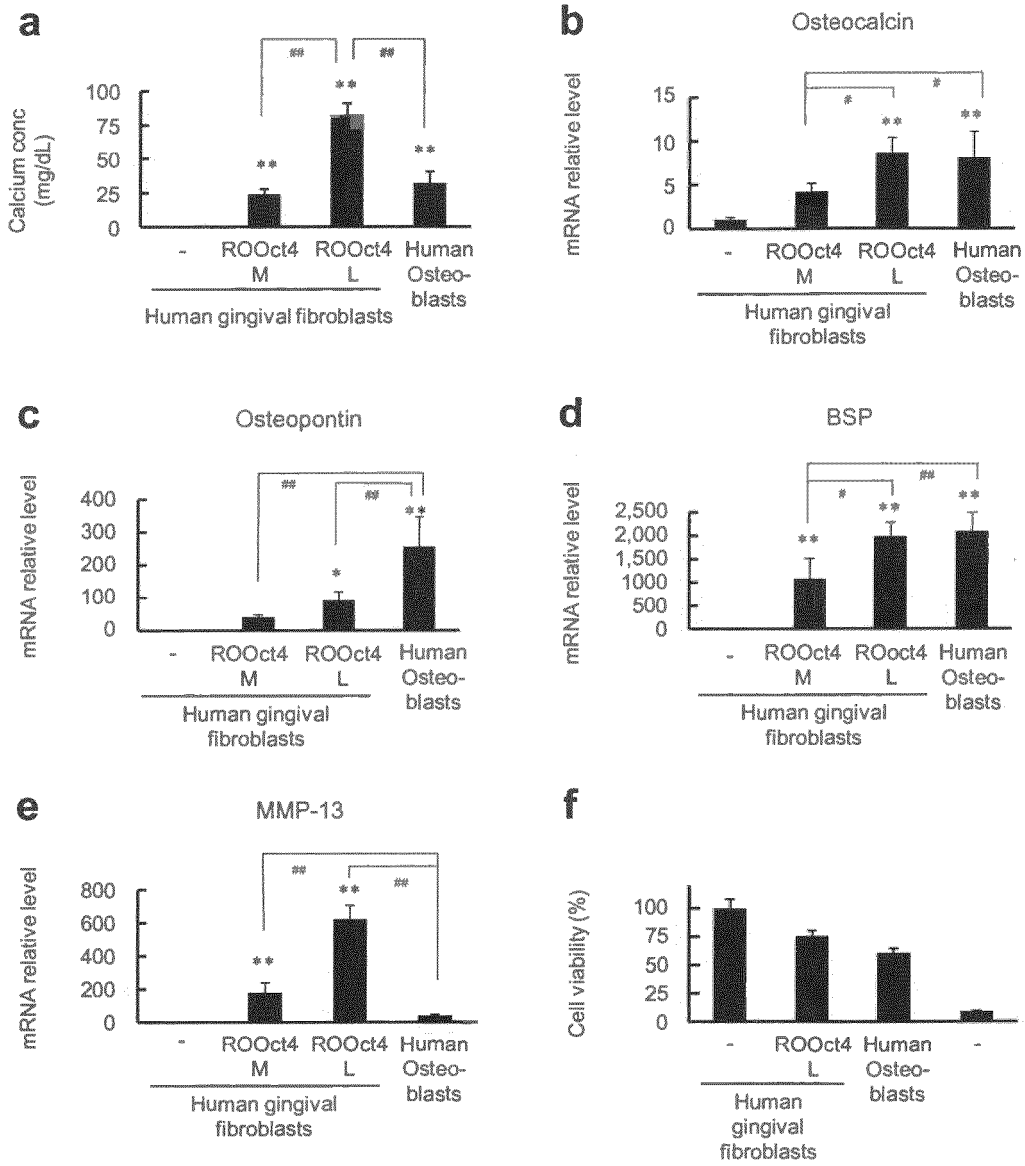 a
##
##
**
**
**
100
75
50
25
0
Calcium conc
(mg/dL)
-
ROOct4
M
ROOct4
L
Human
Osteo-
blasts
Human gingival fibroblasts
b
Osteocalcin
#
#
**
**
15
10
5
0
mRNA relative level
-
ROOct4
M
ROOct4
L
Human
Osteo-
blasts
Human gingival
fibroblasts
c
Osteopontin
##
##
**
*
400
300
200
100
0
mRNA relative level
-
ROOct4
M
ROOct4
L
Human
Osteo-
blasts
Human gingival
fibroblasts
d
BSP
##
#
**
**
**
2,500
2,000
1,500
1000
500
0
mRNA relative level
-
ROOct4
M
ROoct4
L
Human
Osteo-
blasts
Human gingival
fibroblasts
e
MMP-13
##
##
**
**
800
600
400
200
0
mRNA relative level
-
ROOct4
M
ROOct4
L
Human
Osteo-
blasts
Human gingival
fibroblasts
f
100
75
50
25
0
Cell viability (%)
-
ROOct4
L
Human
Osteo-
blasts
-
Human
gingival
fibroblasts